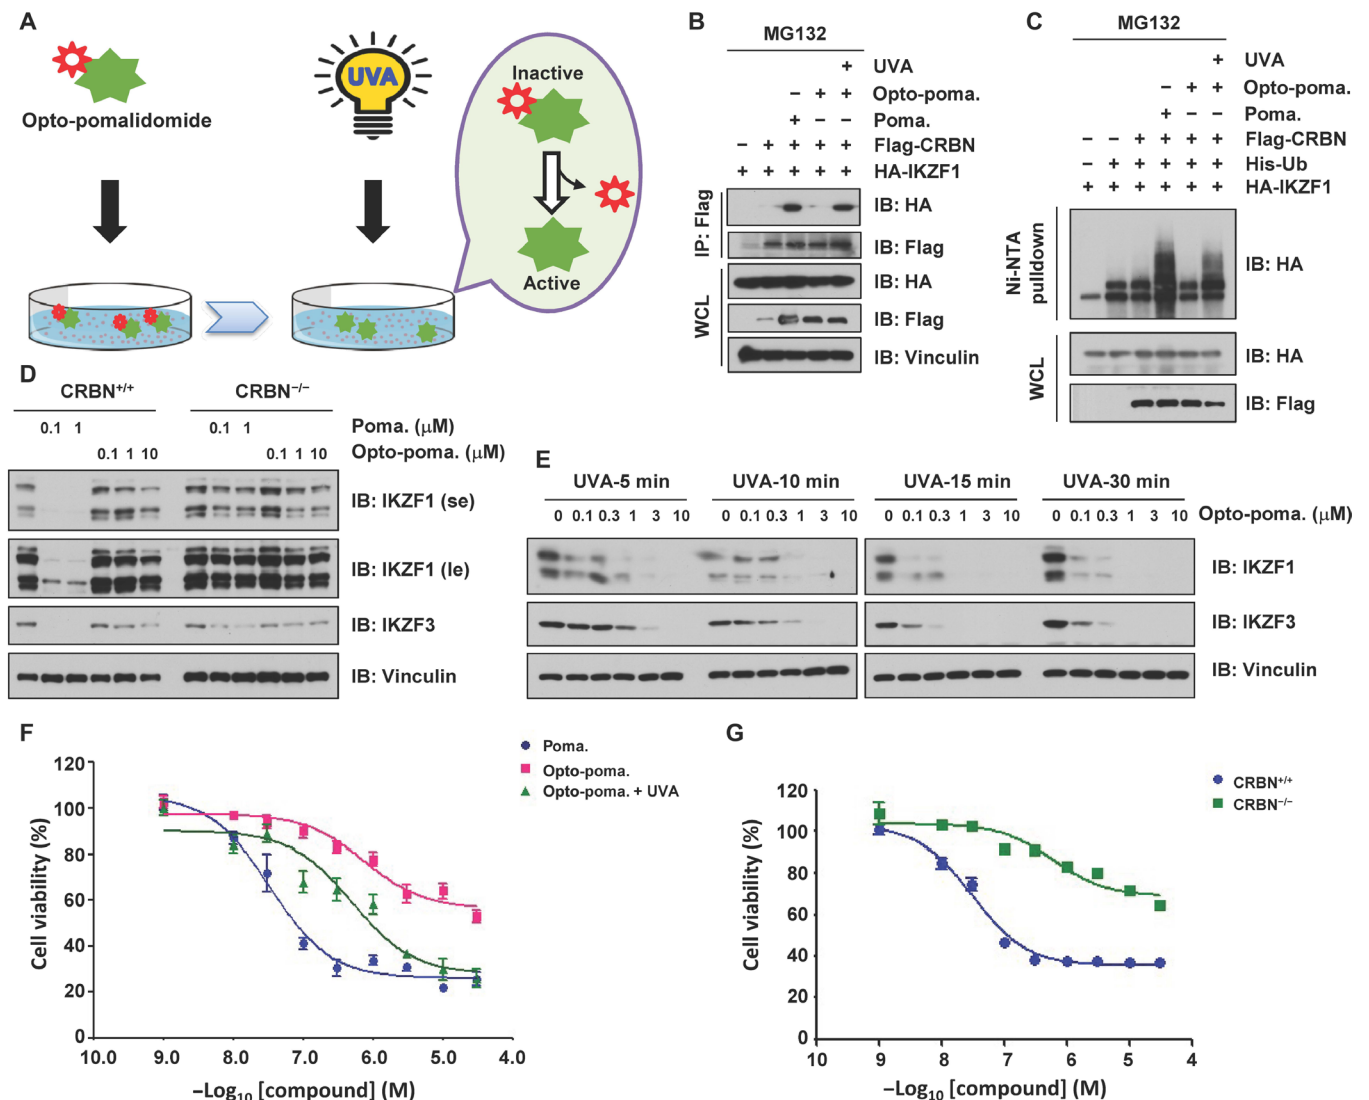 A
Opto-pomalidomide
UVA
Inactive
Active
B
MG132
+ UVA
− + + Opto-poma.
+ − − Poma.
− + + + + Flag-CRBN
+ + + + + HA-IKZF1
IP: Flag
IB: HA
IB: Flag
WCL
IB: HA
IB: Flag
IB: Vinculin
C
MG132
+ UVA
− + + Opto-poma.
+ − − Poma.
− − + + + + Flag-CRBN
− + + + + + His-Ub
+ + + + + + HA-IKZF1
Ni-NTA
pulldown
IB: HA
WCL
IB: HA
IB: Flag
D
CRBN+/+ CRBN−/−
0.1 1 0.1 1 Poma. (μM)
0.1 1 10 0.1 1 10 Opto-poma. (μM)
IB: IKZF1 (se)
IB: IKZF1 (le)
IB: IKZF3
IB: Vinculin
E
UVA-5 min UVA-10 min UVA-15 min UVA-30 min
0 0.1 0.3 1 3 10 0 0.1 0.3 1 3 10 0 0.1 0.3 1 3 10 0 0.1 0.3 1 3 10 Opto-poma. (μM)
IB: IKZF1
IB: IKZF3
IB: Vinculin
F
Poma.
Opto-poma.
Opto-poma. + UVA
Cell viability (%)
120
100
80
60
40
20
0
10.0 9.0 8.0 7.0 6.0 5.0 4.0
−Log10 [compound] (M)
G
CRBN+/+
CRBN−/−
Cell viability (%)
120
100
80
60
40
20
0
10 9 8 7 6 5 4
−Log10 [compound] (M)